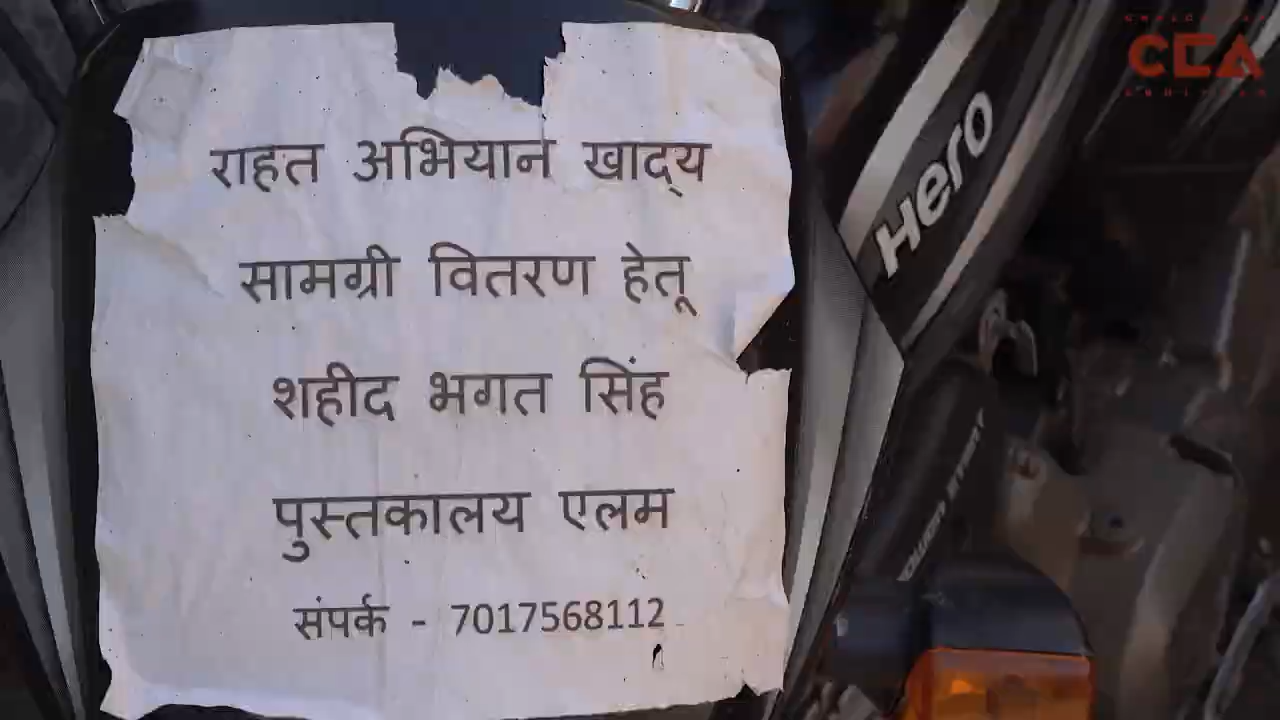 राहत अभियान खाद्य
सामग्री वितरण हेतू
शहीद भगत सिंह
पुस्तकालय एलम
संपर्क - 7017568112
Hero
CCA